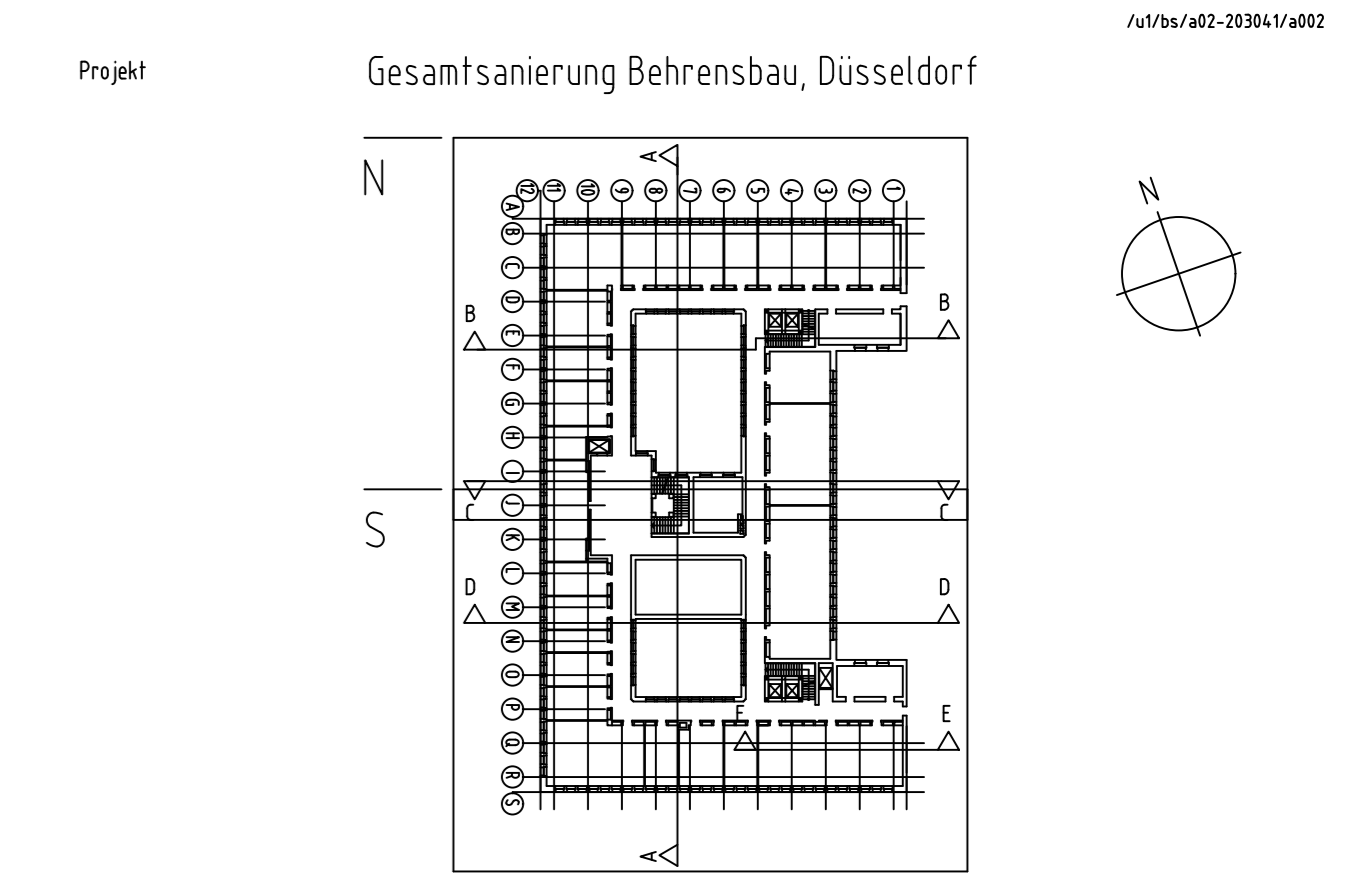 /u1/bs/a02-203041/a002
Projekt
Gesamtsanierung Behrensbau, Düsseldorf
N
A
N
12 11 10 9 8 7 6 5 4 3 2 1
A
B
C
D
B
B
E
F
G
H
I
C
J
C
S
K
L
D
D
M
N
O
P
E
E
Q
R
S
A